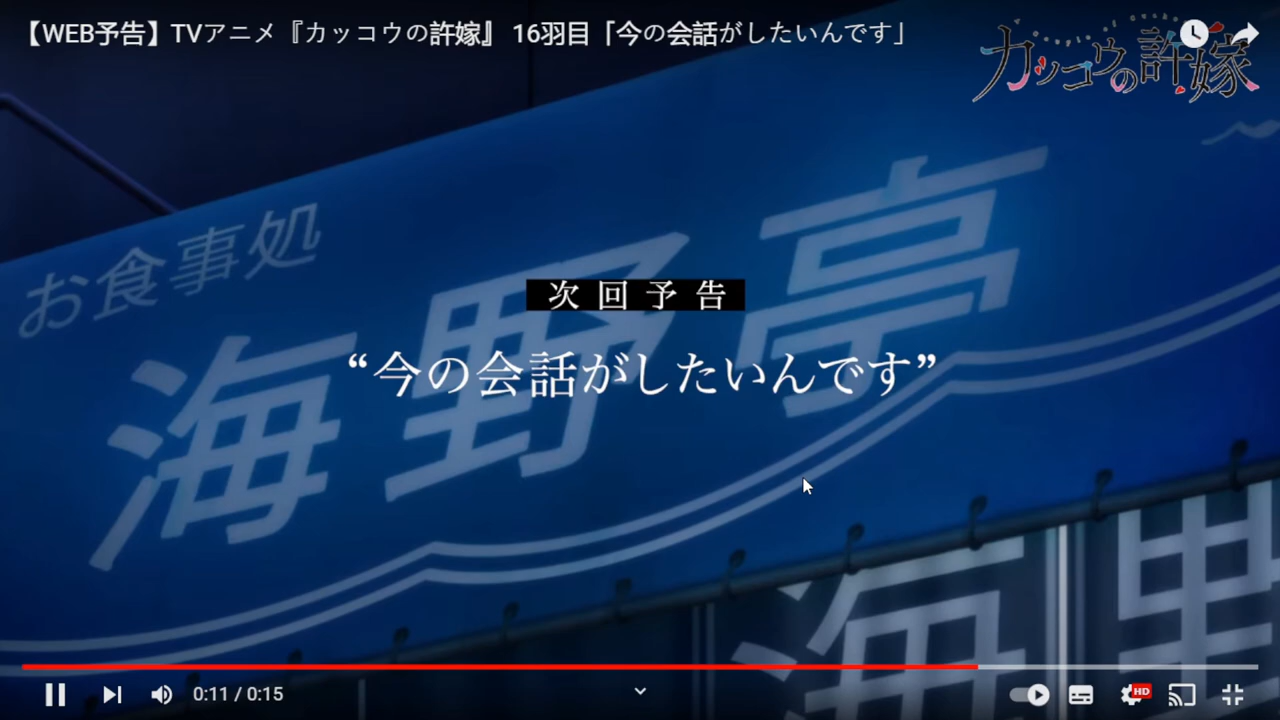 【WEB予告】TVアニメ『カッコウの許嫁』 16羽目「今の会話がしたいんです」
カッコウの許嫁
お食事処
海野亭
次回予告
“今の会話がしたいんです”
海野
0:11 / 0:15
HD